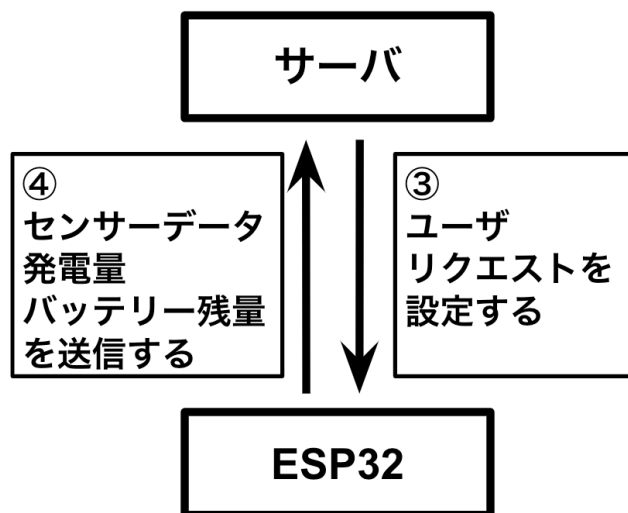 サーバ
④
センサーデータ
発電量
バッテリー残量
を送信する
③
ユーザ
リクエストを
設定する
ESP32